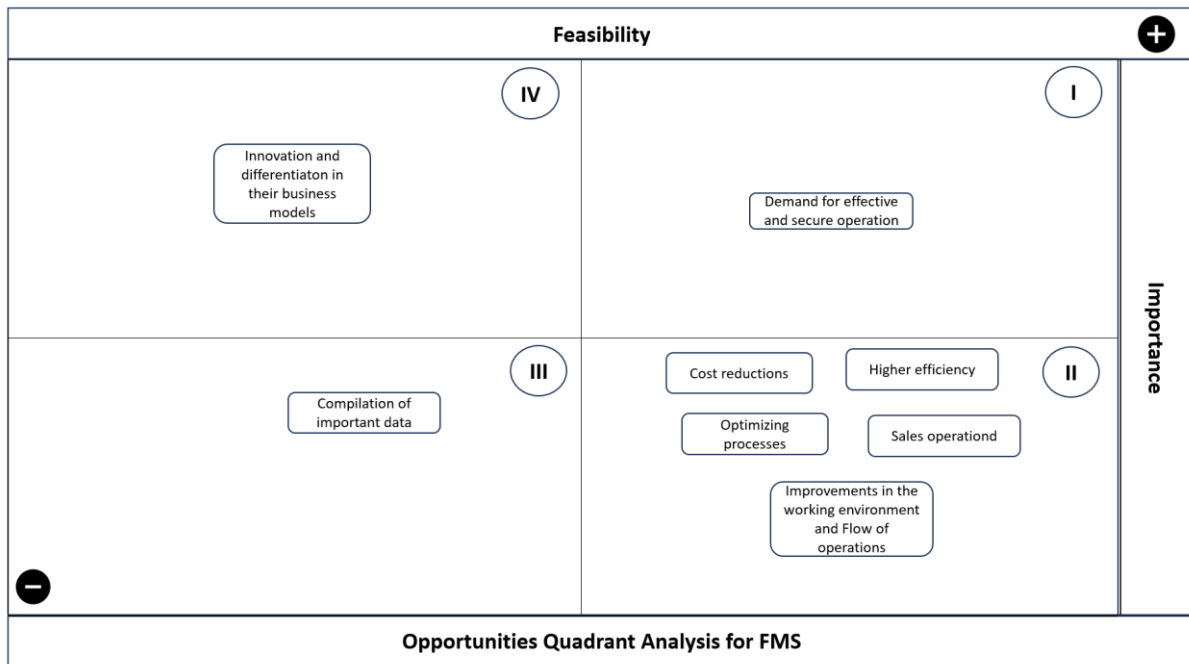 Feasibility
+
IV
I
Innovation and
differentiaton in
their business
models
Demand for effective
and secure operation
Importance
III
II
Cost reductions
Higher efficiency
Compilation of
important data
Optimizing
processes
Sales operationd
Improvements in the
working environment
and Flow of
operations
−
Opportunities Quadrant Analysis for FMS